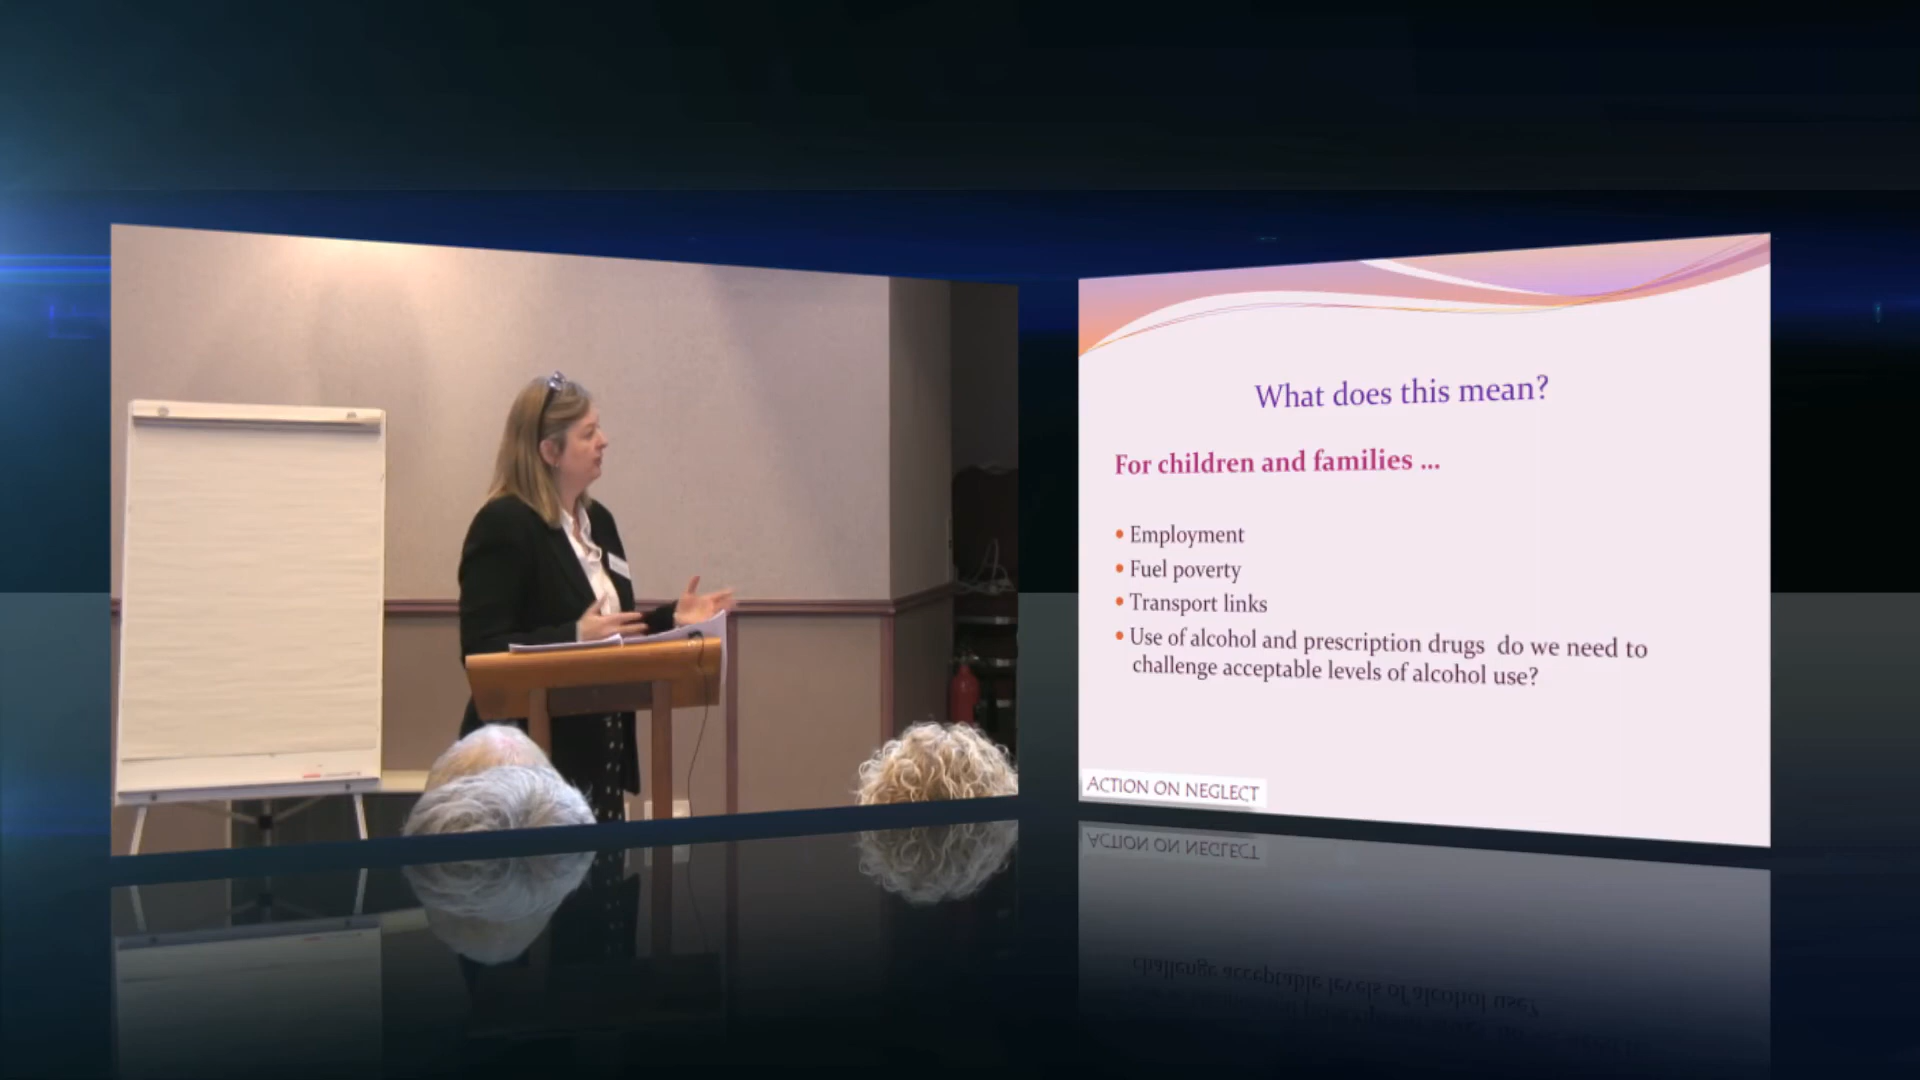 What does this mean?
For children and families ...
• Employment
• Fuel poverty
• Transport links
• Use of alcohol and prescription drugs do we need to
challenge acceptable levels of alcohol use?
ACTION ON NEGLECT